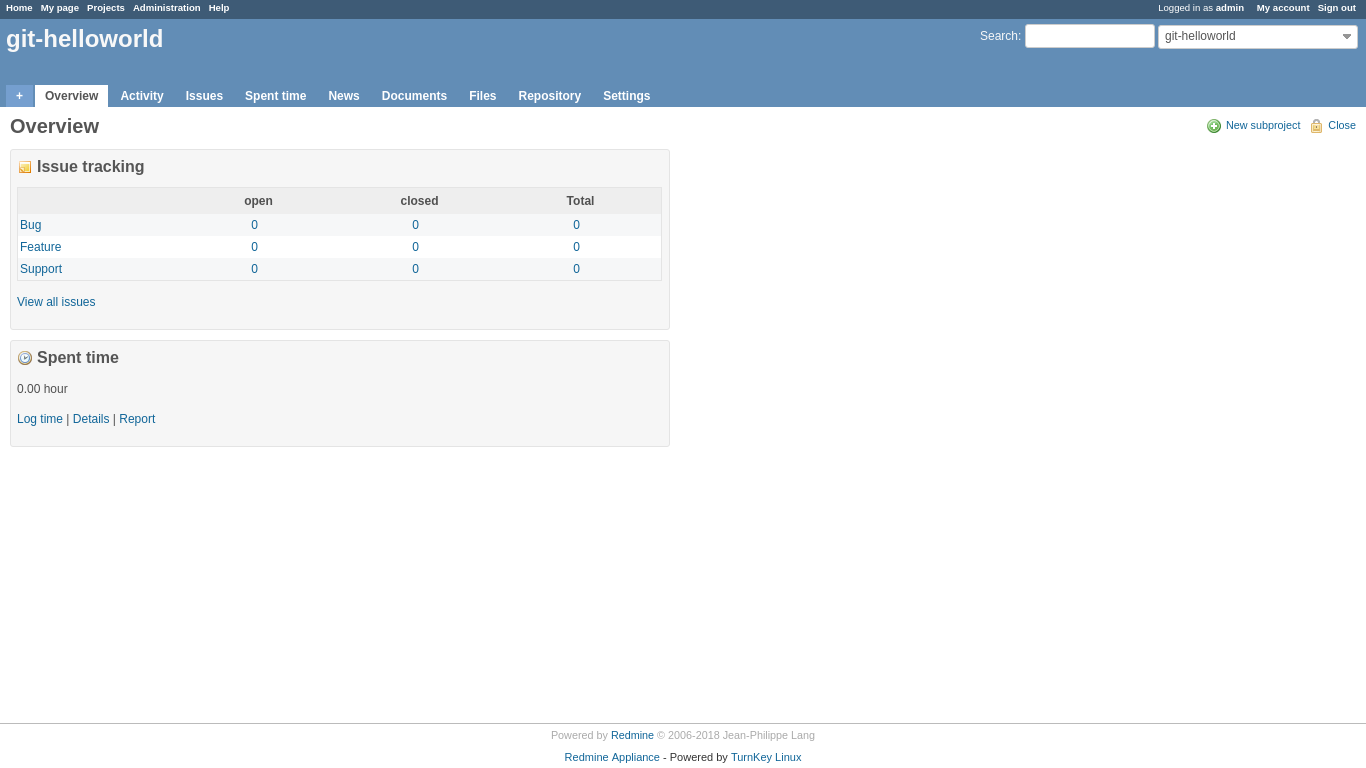 Home My page Projects Administration Help Logged in as admin My account Sign out
git-helloworld Search: git-helloworld
+ Overview Activity Issues Spent time News Documents Files Repository Settings
Overview New subproject Close
Issue tracking
open closed Total
Bug 0 0 0
Feature 0 0 0
Support 0 0 0
View all issues
Spent time
0.00 hour
Log time | Details | Report
Powered by Redmine © 2006-2018 Jean-Philippe Lang
Redmine Appliance - Powered by TurnKey Linux